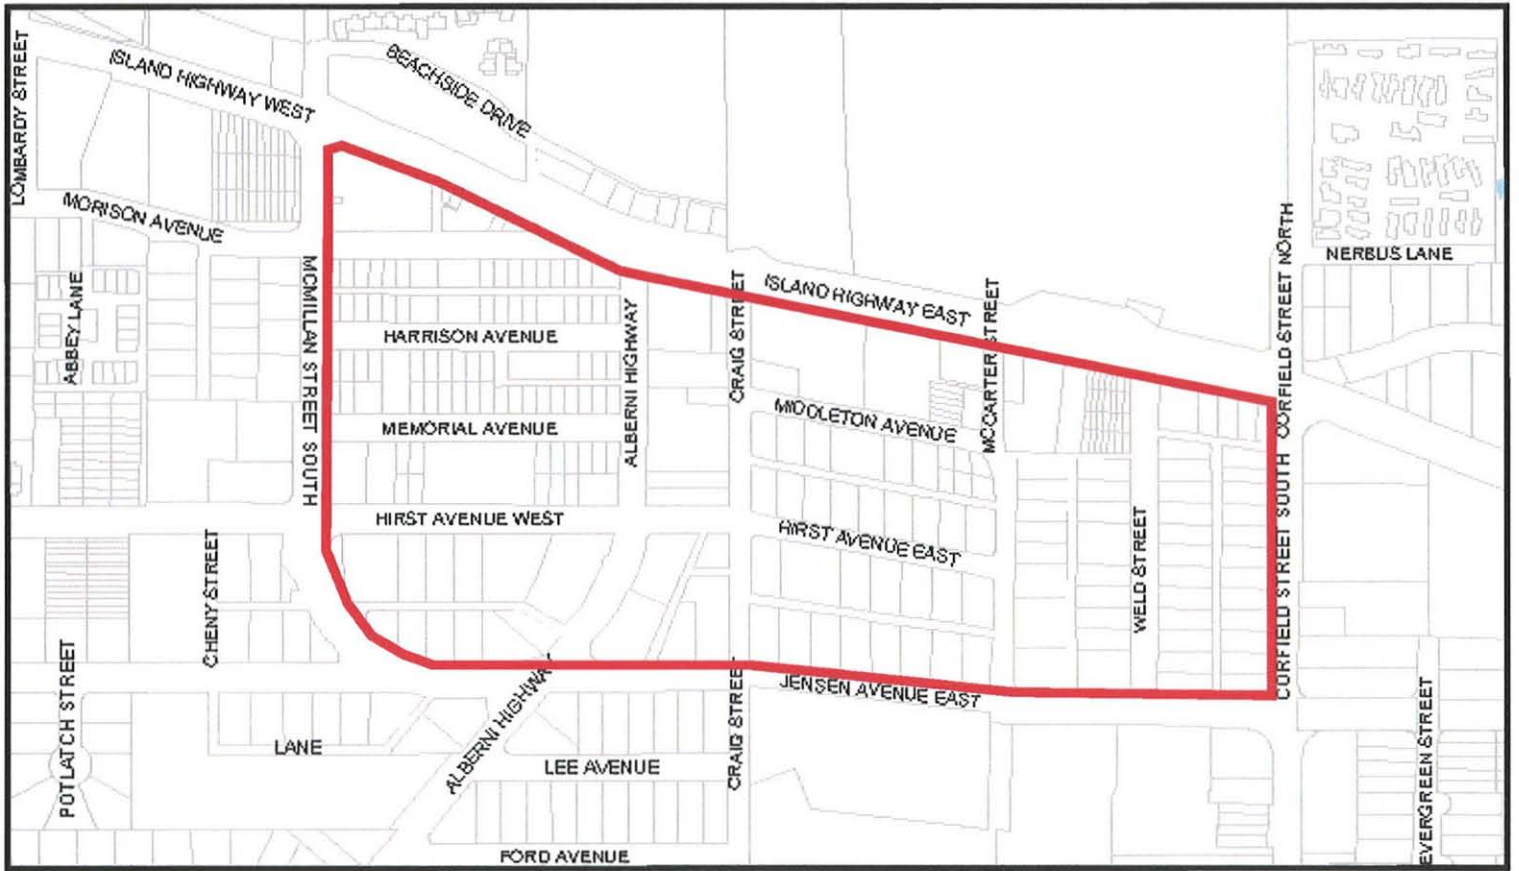 LOMBARDY STREET
ISLAND HIGHWAY WEST
BEACHSIDE DRIVE
MORISON AVENUE
ABBEY LANE
MCMILLAN STREET SOUTH
HARRISON AVENUE
ALBERNI HIGHWAY
CRAIG STREET
ISLAND HIGHWAY EAST
MCCARTER STREET
CORFIELD STREET NORTH
NERBUS LANE
MEMORIAL AVENUE
MIDDLETON AVENUE
HIRST AVENUE WEST
HIRST AVENUE EAST
WELD STREET
CORFIELD STREET SOUTH
CHENY STREET
POTLATCH STREET
LANE
ALBERNI HIGHWAY
LEE AVENUE
CRAIG STREET
JENSEN AVENUE EAST
EVERGREEN STREET
FORD AVENUE